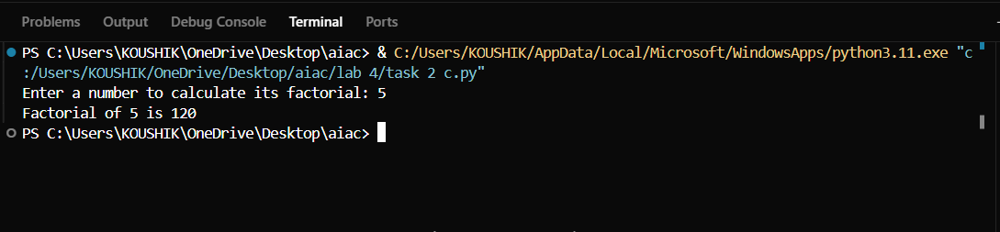 Problems Output Debug Console Terminal Ports
PS C:\Users\KOUSHIK\OneDrive\Desktop\aiac> & C:/Users/KOUSHIK/AppData/Local/Microsoft/WindowsApps/python3.11.exe "c
:/Users/KOUSHIK/OneDrive/Desktop/aiac/lab 4/task 2 c.py"
Enter a number to calculate its factorial: 5
Factorial of 5 is 120
PS C:\Users\KOUSHIK\OneDrive\Desktop\aiac>